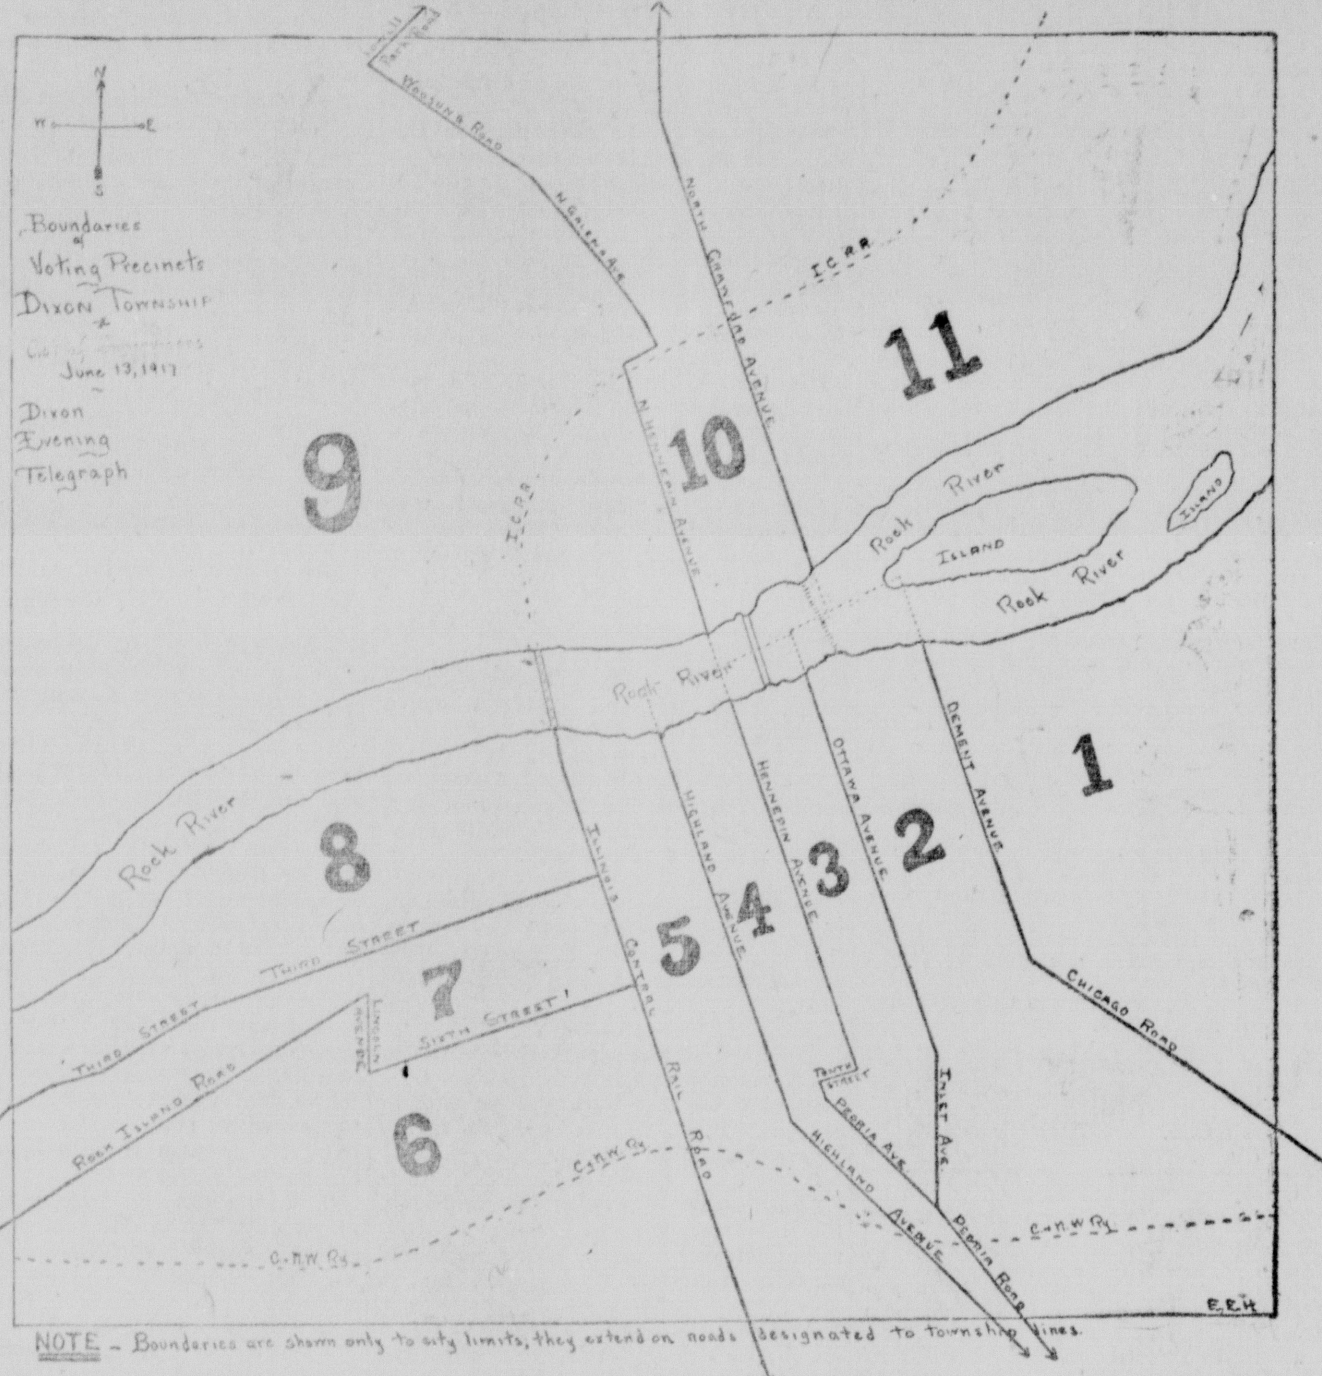 Lowell
Park Road
Woosung Road
N
W E
S
Boundaries
of
Voting Precincts
Dixon Township
June 13, 1917
Dixon
Evening
Telegraph
N Galena Ave
North Crawford Avenue
I.C.R.R
11
10
9
N Hennepin Avenue
I.C.R.R
Rock River
Island
Island
Rock River
Rock River
Rock River
Dement Avenue
1
Ottawa Avenue
2
Hennepin Avenue
3
Highland Avenue
4
5
Illinois Central Rail Road
8
Third Street
7
Third Street
Lincoln Avenue
Sixth Street
Rock Island Road
6
Chicago Road
Tenth
Street
Peoria Ave.
Inlet Ave.
Highland Avenue
Peoria Road
C&N.W. Ry.
C&N.W. Ry.
C&N.W Ry.
E.E.H
NOTE - Boundaries are shown only to city limits, they extend on roads designated to township lines.